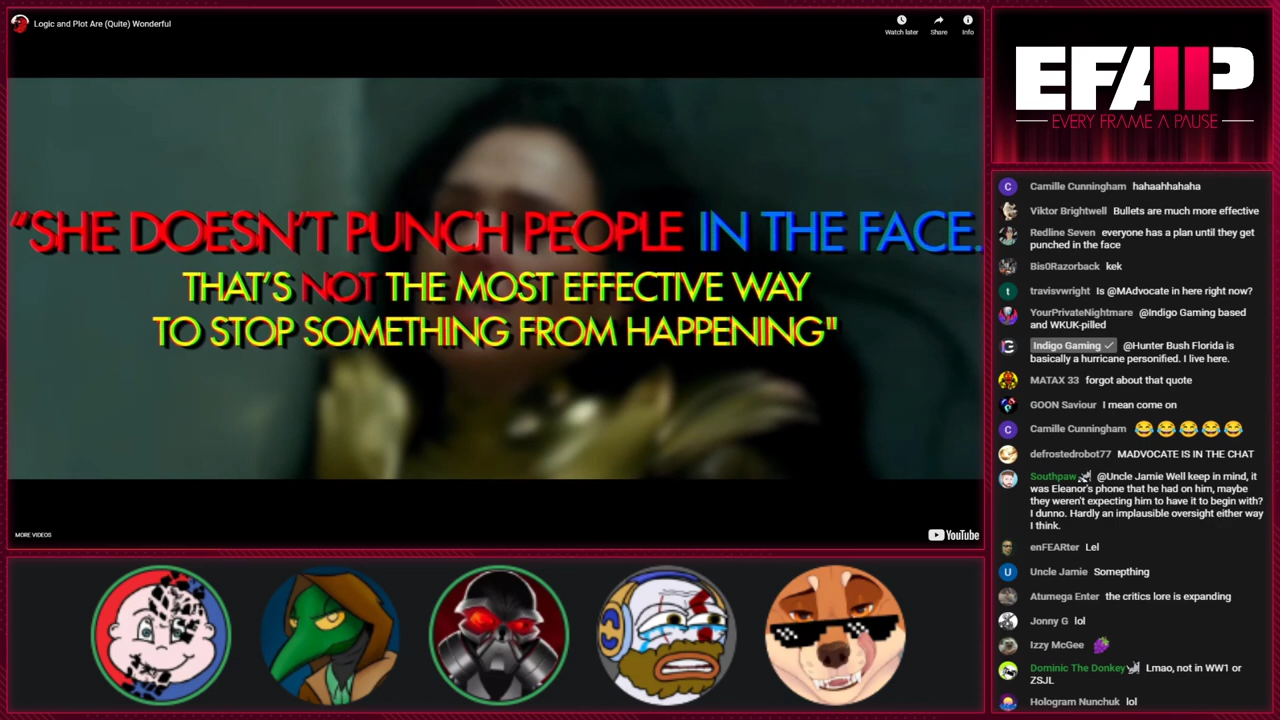 Logic and Plot Are (Quite) Wonderful
Watch later
Share
Info
"SHE DOESN'T PUNCH PEOPLE IN THE FACE.
THAT'S NOT THE MOST EFFECTIVE WAY
TO STOP SOMETHING FROM HAPPENING"
MORE VIDEOS
YouTube
EFAP
EVERY FRAME A PAUSE
C
Camille Cunningham hahaahhahaha
Viktor Brightwell Bullets are much more effective
Redline Seven everyone has a plan until they get
punched in the face
Bis0Razorback kek
t
travisvwright Is @MAdvocate in here right now?
YourPrivateNightmare @Indigo Gaming based
and WKUK-pilled
Indigo Gaming ✓ @Hunter Bush Florida is
basically a hurricane personified. I live here.
MATAX 33 forgot about that quote
GOON Saviour I mean come on
C
Camille Cunningham 😂😂😂😂😂
defrostedrobot77 MADVOCATE IS IN THE CHAT
Southpaw @Uncle Jamie Well keep in mind, it
was Eleanor's phone that he had on him, maybe
they weren't expecting him to have it to begin with?
I dunno. Hardly an implausible oversight either way
I think.
enFEARter Lel
U
Uncle Jamie Somepthing
Atumega Enter the critics lore is expanding
Jonny G lol
Izzy McGee 🍇
Dominic The Donkey Lmao, not in WW1 or
ZSJL
Hologram Nunchuk lol